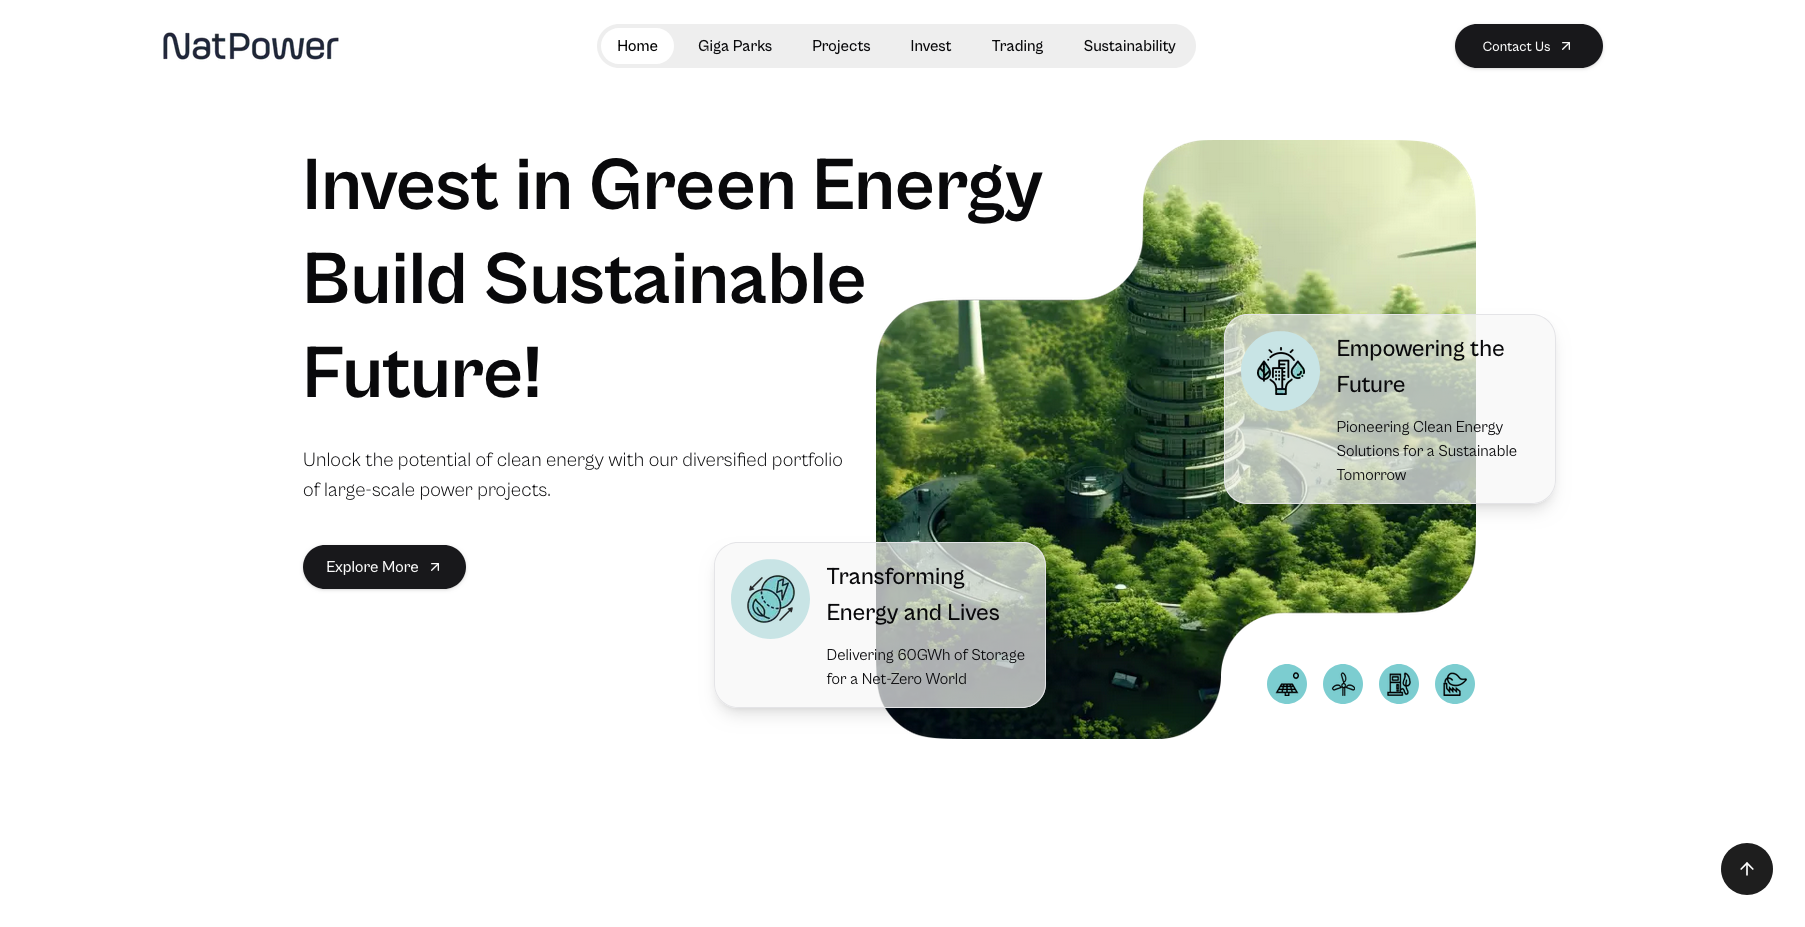 NatPower
Home
Giga Parks
Projects
Invest
Trading
Sustainability
Contact Us
Invest in Green Energy
Build Sustainable
Future!
Unlock the potential of clean energy with our diversified portfolio
of large-scale power projects.
Explore More
Empowering the
Future
Pioneering Clean Energy
Solutions for a Sustainable
Tomorrow
Transforming
Energy and Lives
Delivering 60GWh of Storage
for a Net-Zero World